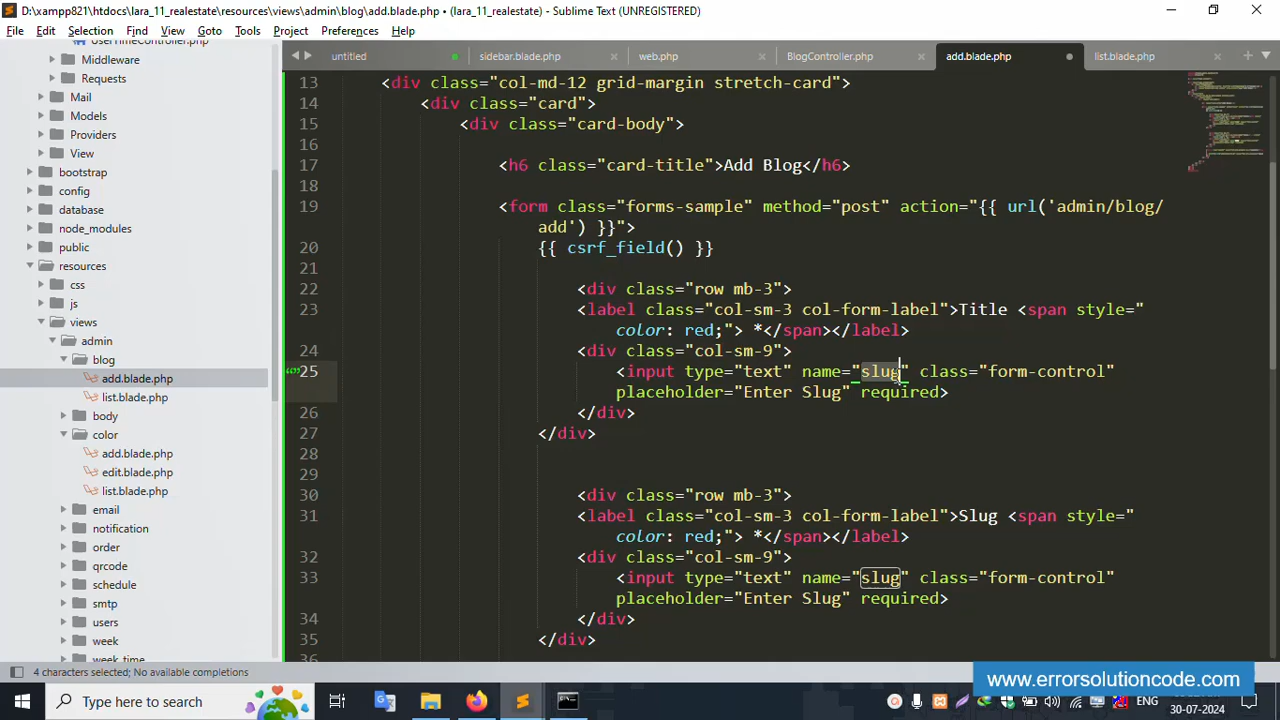 D:\xampp821\htdocs\lara_11_realestate\resources\views\admin\blog\add.blade.php • (lara_11_realestate) - Sublime Text (UNREGISTERED)
File Edit Selection Find View Goto Tools Project Preferences Help
untitled sidebar.blade.php web.php BlogController.php add.blade.php list.blade.php
UserTimeController.php
Middleware
Requests
Mail
Models
Providers
View
bootstrap
config
database
node_modules
public
resources
css
js
views
admin
blog
add.blade.php
list.blade.php
body
color
add.blade.php
edit.blade.php
list.blade.php
email
notification
order
qrcode
schedule
smtp
users
week
week_time
13 <div class="col-md-12 grid-margin stretch-card">
14 <div class="card">
15 <div class="card-body">
16
17 <h6 class="card-title">Add Blog</h6>
18
19 <form class="forms-sample" method="post" action="{{ url('admin/blog/
add') }}">
20 {{ csrf_field() }}
21
22 <div class="row mb-3">
23 <label class="col-sm-3 col-form-label">Title <span style="
color: red;"> *</span></label>
24 <div class="col-sm-9">
25 <input type="text" name="slug" class="form-control"
placeholder="Enter Slug" required>
26 </div>
27 </div>
28
29
30 <div class="row mb-3">
31 <label class="col-sm-3 col-form-label">Slug <span style="
color: red;"> *</span></label>
32 <div class="col-sm-9">
33 <input type="text" name="slug" class="form-control"
placeholder="Enter Slug" required>
34 </div>
35 </div>
36
4 characters selected; No available completions
www.errorsolutioncode.com
Type here to search
ENG
30-07-2024